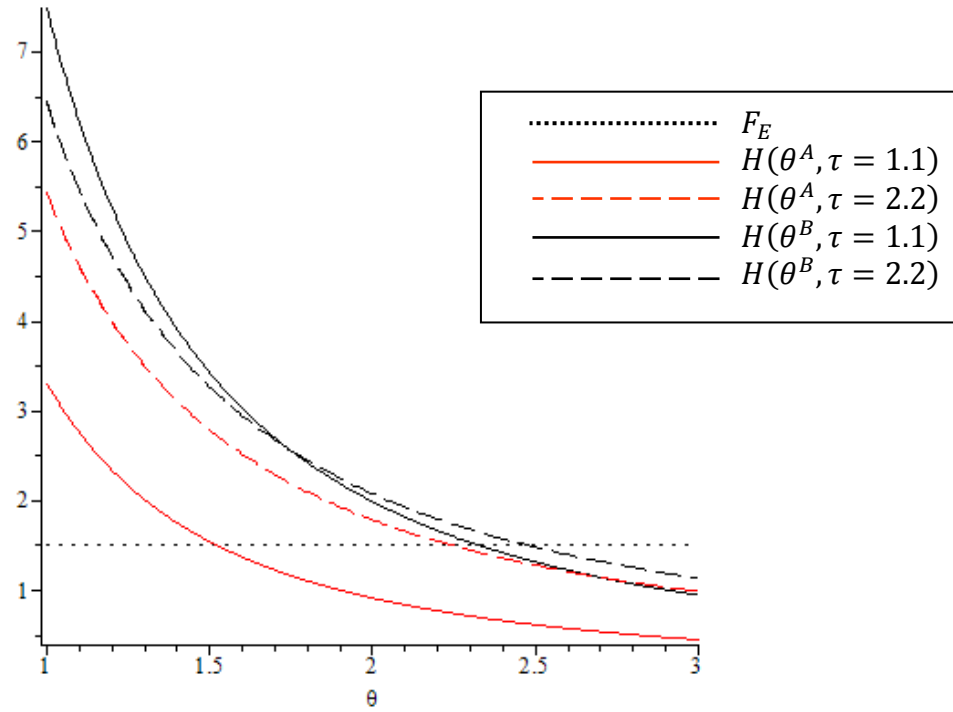 7
6
5
4
3
2
1
1 1.5 2 2.5 3
θ
F_E
H(θ^A, τ = 1.1)
H(θ^A, τ = 2.2)
H(θ^B, τ = 1.1)
H(θ^B, τ = 2.2)